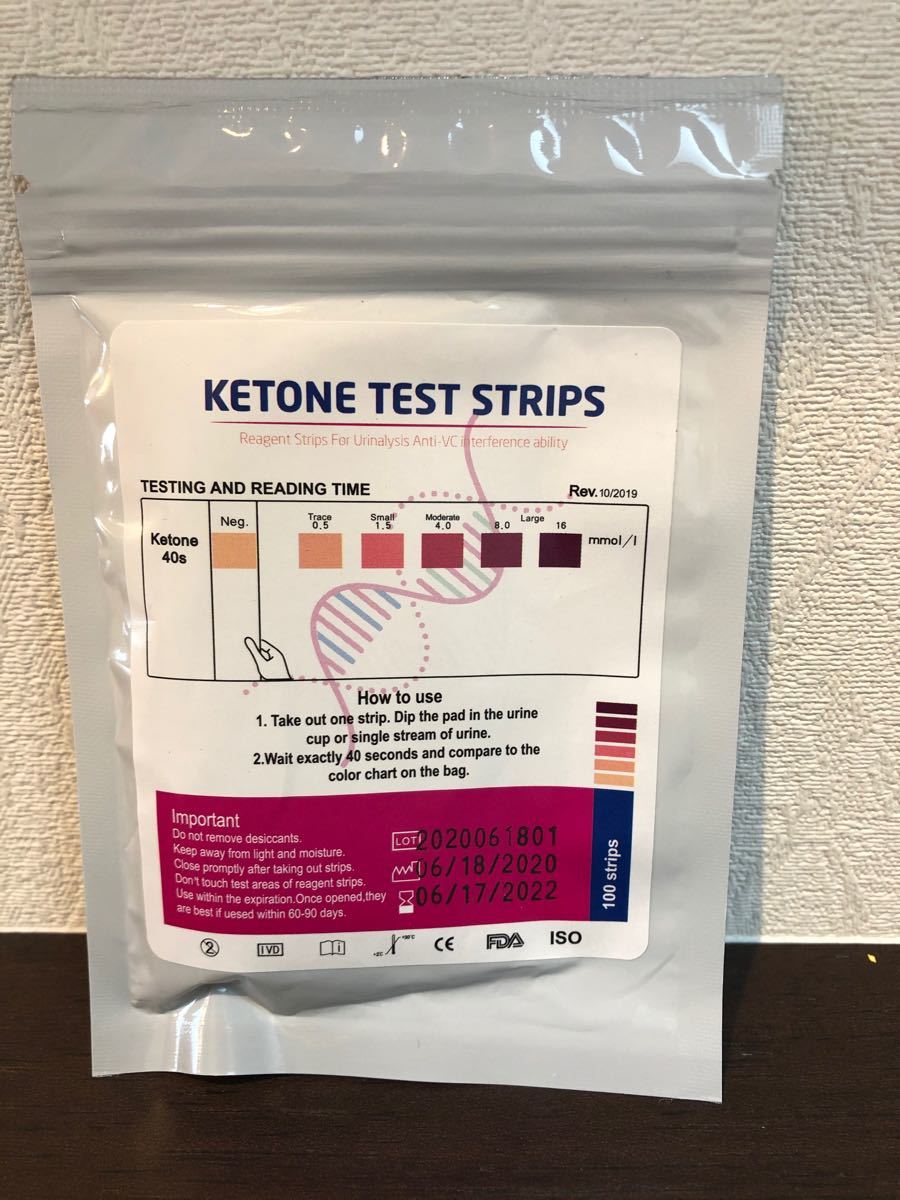 KETONE TEST STRIPS
Reagent Strips For Urinalysis Anti-VC interference ability
TESTING AND READING TIME
Rev. 10/2019
Ketone
40s
Neg.
Trace
0.5
Small
1.5
Moderate
4.0
Large
8.0
16
mmol/l
How to use
1. Take out one strip. Dip the pad in the urine
cup or single stream of urine.
2.Wait exactly 40 seconds and compare to the
color chart on the bag.
Important
Do not remove desiccants.
Keep away from light and moisture.
Close promptly after taking out strips.
Don't touch test areas of reagent strips.
Use within the expiration.Once opened,they
are best if uesed within 60-90 days.
LOT 2020061801
06/18/2020
06/17/2022
100 strips
2
IVD
i
+2°C
+30°C
CE
FDA
ISO